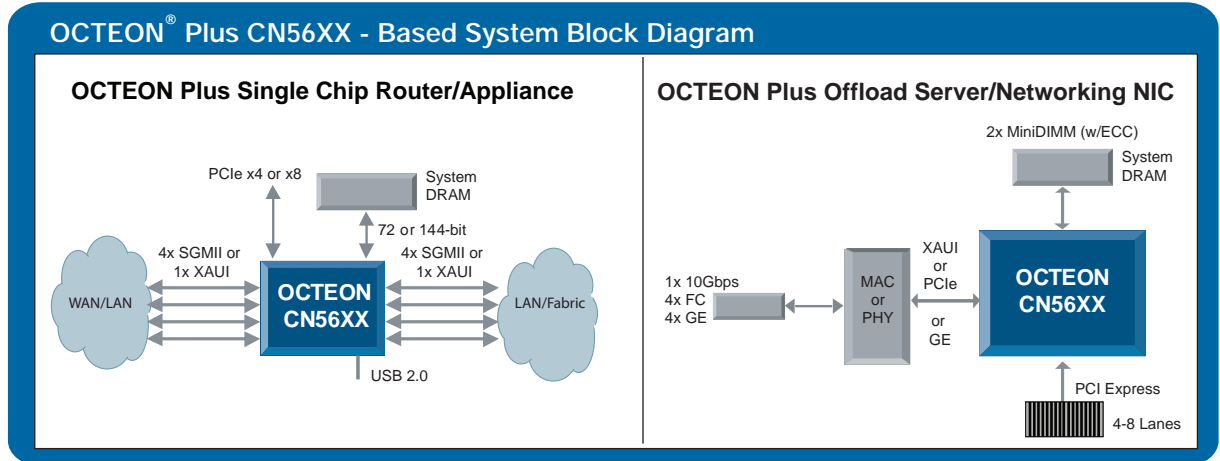 OCTEON® Plus CN56XX - Based System Block Diagram
OCTEON Plus Single Chip Router/Appliance
PCIe x4 or x8
System
DRAM
72 or 144-bit
4x SGMII or
1x XAUI
4x SGMII or
1x XAUI
WAN/LAN
OCTEON
CN56XX
LAN/Fabric
USB 2.0
OCTEON Plus Offload Server/Networking NIC
2x MiniDIMM (w/ECC)
System
DRAM
1x 10Gbps
4x FC
4x GE
MAC
or
PHY
XAUI
or
PCIe
or
GE
OCTEON
CN56XX
PCI Express
4-8 Lanes